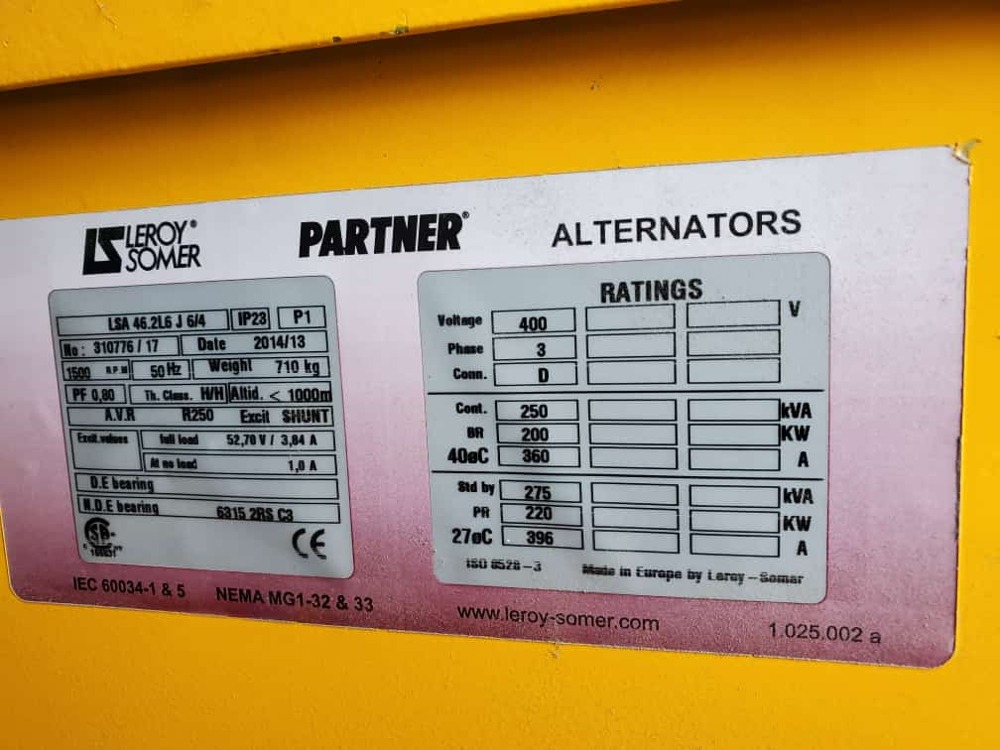 LEROY®
SOMER
PARTNER®
ALTERNATORS
LSA 46.2L6 J 6/4 IP23 P1
No : 310776 / 17 Date 2014/13
1500 R.P.M 50 Hz Weight 710 kg
PF 0,80 Th. Class. H/H Altid. < 1000m
A.V.R R250 Excit SHUNT
Excit.values full load 52,70 V / 3,84 A
At no load 1,0 A
D.E bearing
N.D.E bearing 6315 2RS C3
CE
RATINGS
Voltage 400 V
Phase 3
Conn. D
Cont. 250 kVA
BR 200 KW
40øC 360 A
Std by 275 kVA
PR 220 KW
27øC 396 A
ISO 8528 – 3 Made in Europe by Leroy – Somer
IEC 60034-1 & 5 NEMA MG1-32 & 33 www.leroy-somer.com 1.025.002 a